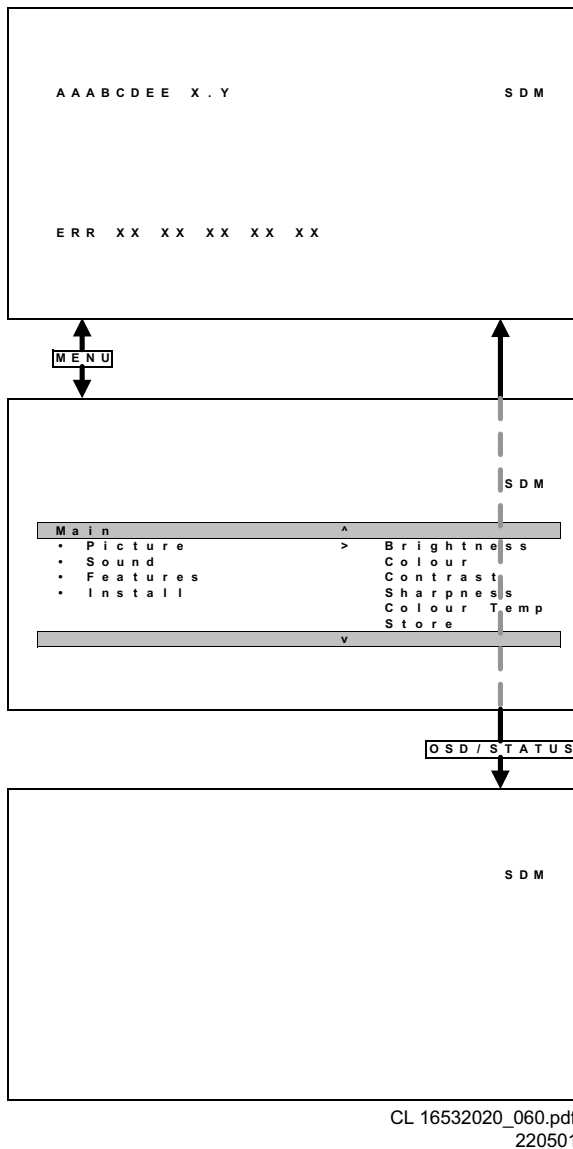 AAABCDEE X.Y SDM
ERR XX XX XX XX XX
MENU
SDM
Main ^
• Picture > Brightness
• Sound Colour
• Features Contrast
• Install Sharpness
Colour Temp
Store
v
OSD/STATUS
SDM
CL 16532020_060.pdf
220501